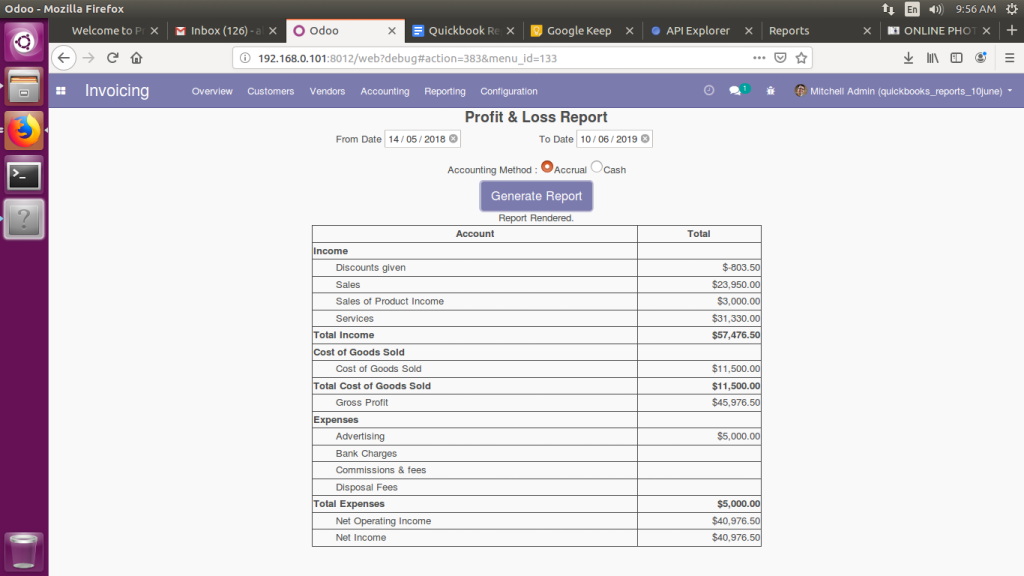 Odoo - Mozilla Firefox
En
9:56 AM
Welcome to P
Inbox (126) - a
Odoo
Quickbook Re
Google Keep
API Explorer
Reports
ONLINE PHOT
192.168.0.101:8012/web?debug#action=383&menu_id=133
Invoicing
Overview
Customers
Vendors
Accounting
Reporting
Configuration
1
Mitchell Admin (quickbooks_reports_10june)
Profit & Loss Report
From Date 14 / 05 / 2018 To Date 10 / 06 / 2019
Accounting Method : Accrual Cash
Generate Report
Report Rendered.
Account Total
Income
Discounts given $-803.50
Sales $23,950.00
Sales of Product Income $3,000.00
Services $31,330.00
Total Income $57,476.50
Cost of Goods Sold
Cost of Goods Sold $11,500.00
Total Cost of Goods Sold $11,500.00
Gross Profit $45,976.50
Expenses
Advertising $5,000.00
Bank Charges
Commissions & fees
Disposal Fees
Total Expenses $5,000.00
Net Operating Income $40,976.50
Net Income $40,976.50